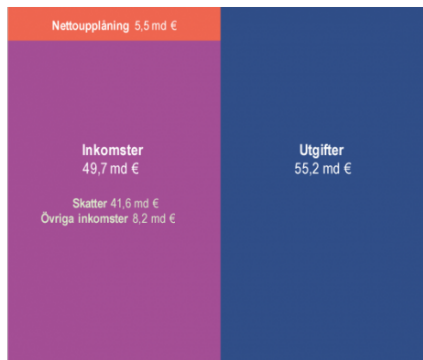 Nettoupplåning 5,5 md €
Inkomster
49,7 md €
Skatter 41,6 md €
Övriga inkomster 8,2 md €
Utgifter
55,2 md €